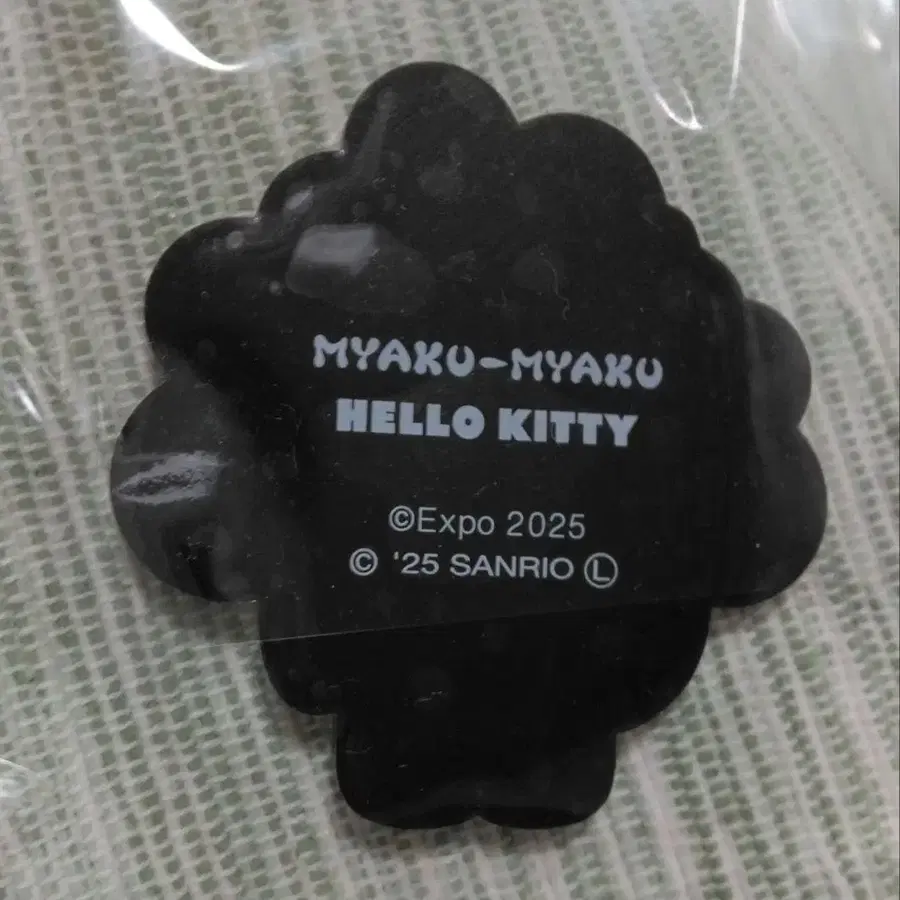 MYAKU-MYAKU
HELLO KITTY
©Expo 2025
© '25 SANRIO Ⓛ